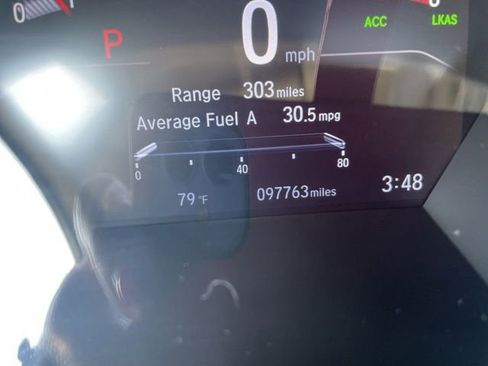 0 1
P
0 mph
ACC LKAS
Range 303 miles
Average Fuel A 30.5 mpg
0 40 80
79 °F 097763 miles 3:48